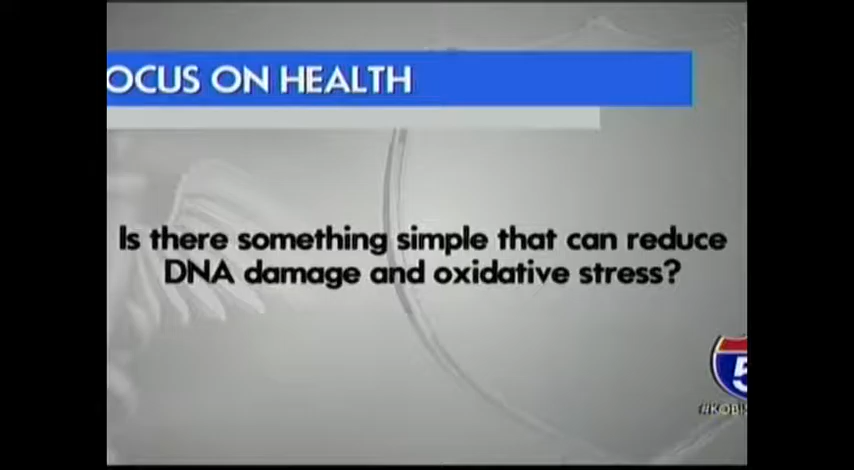 OCUS ON HEALTH
Is there something simple that can reduce
DNA damage and oxidative stress?
5
#KOBI